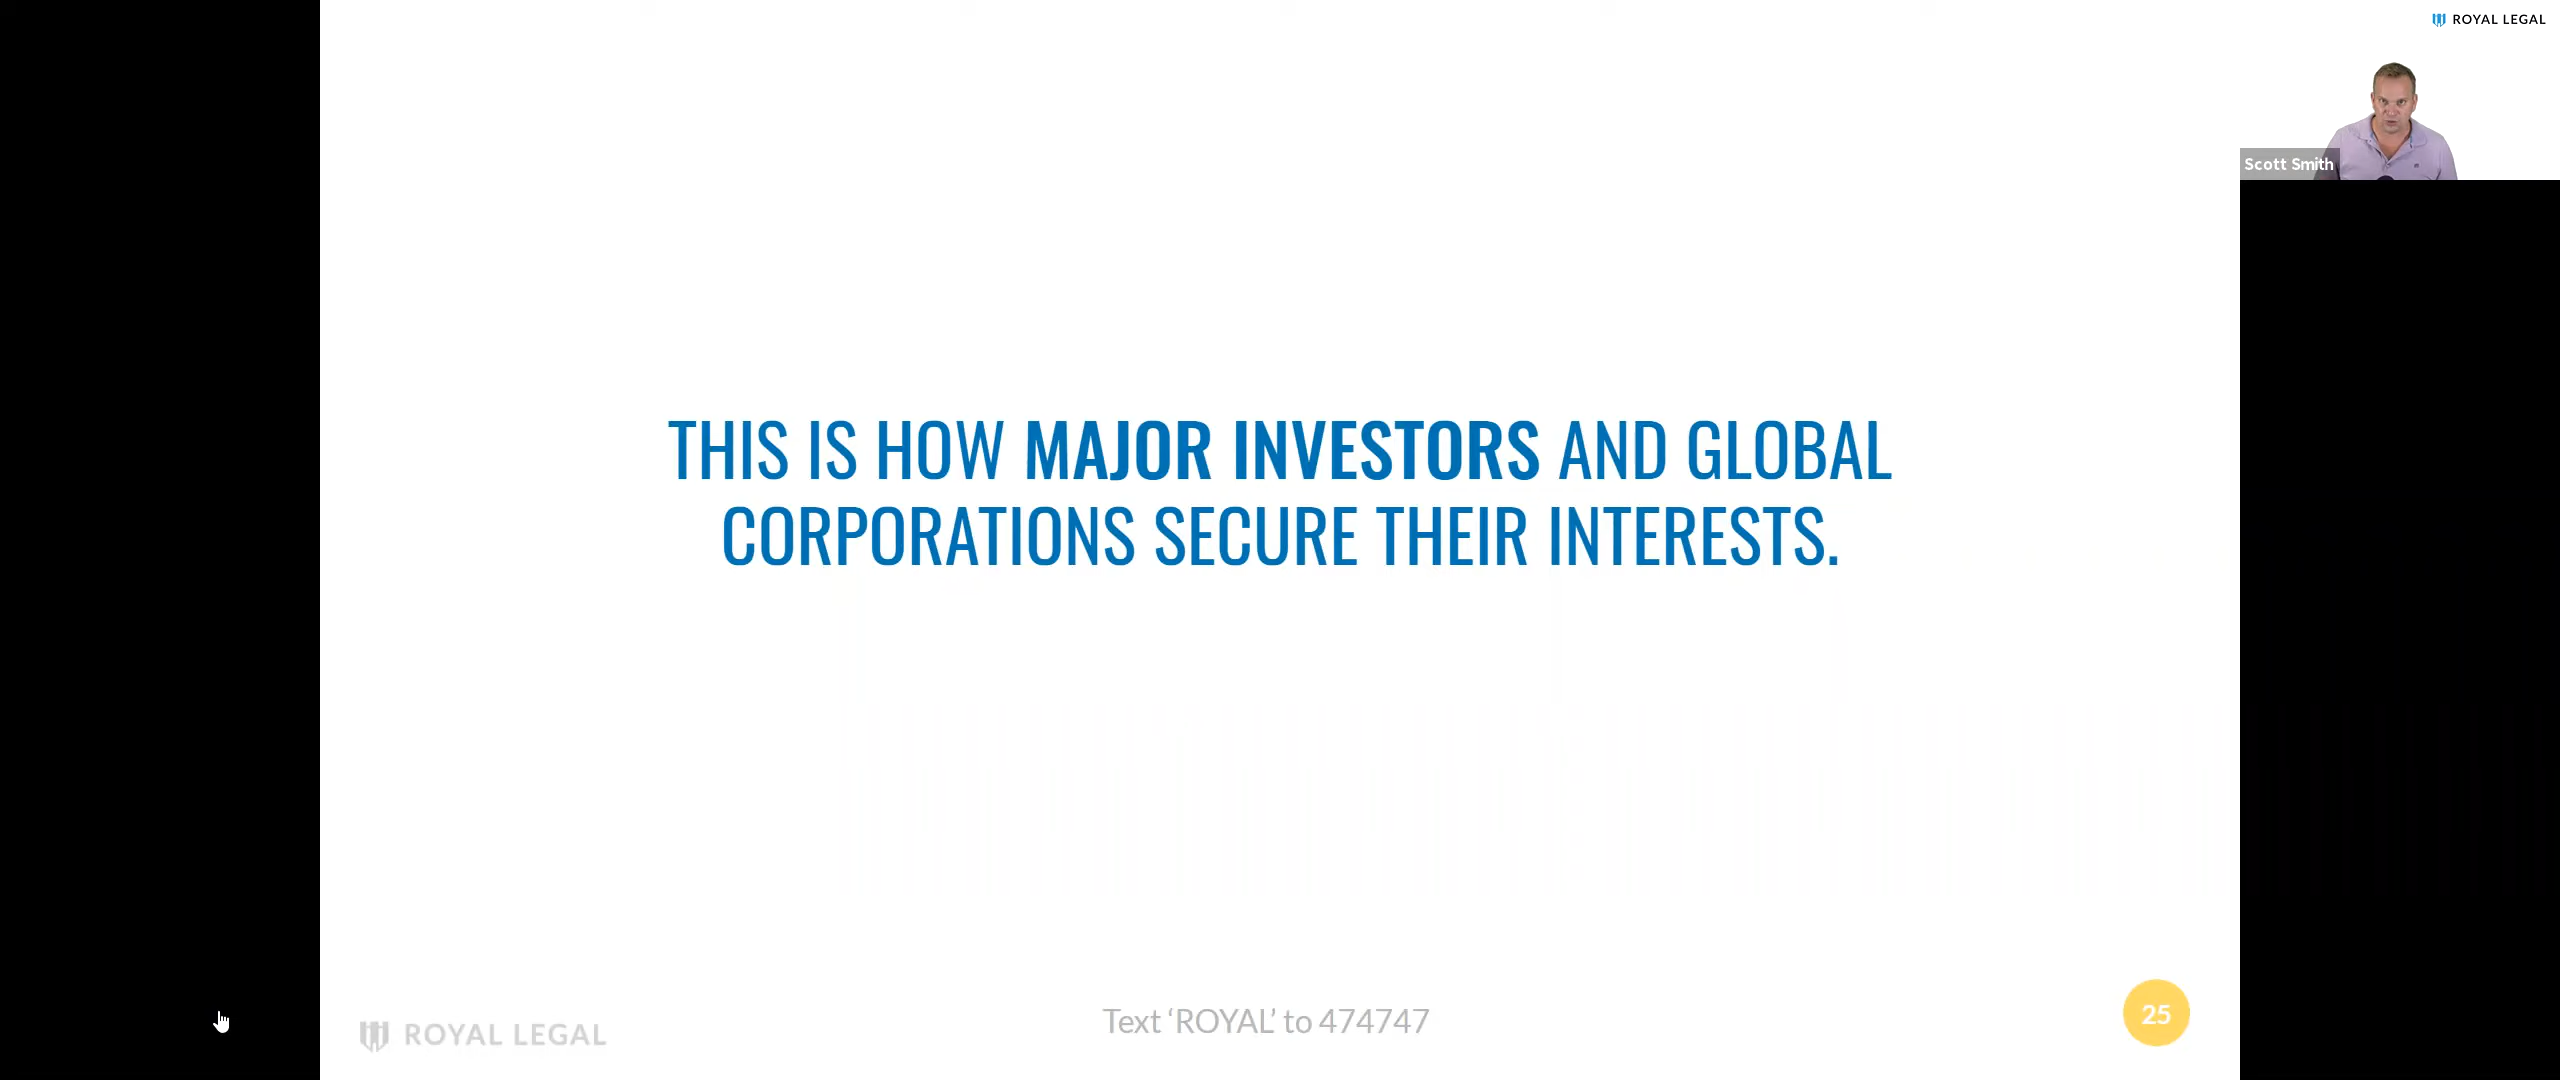 ROYAL LEGAL
Scott Smith
THIS IS HOW MAJOR INVESTORS AND GLOBAL
CORPORATIONS SECURE THEIR INTERESTS.
ROYAL LEGAL
Text ‘ROYAL’ to 474747
25